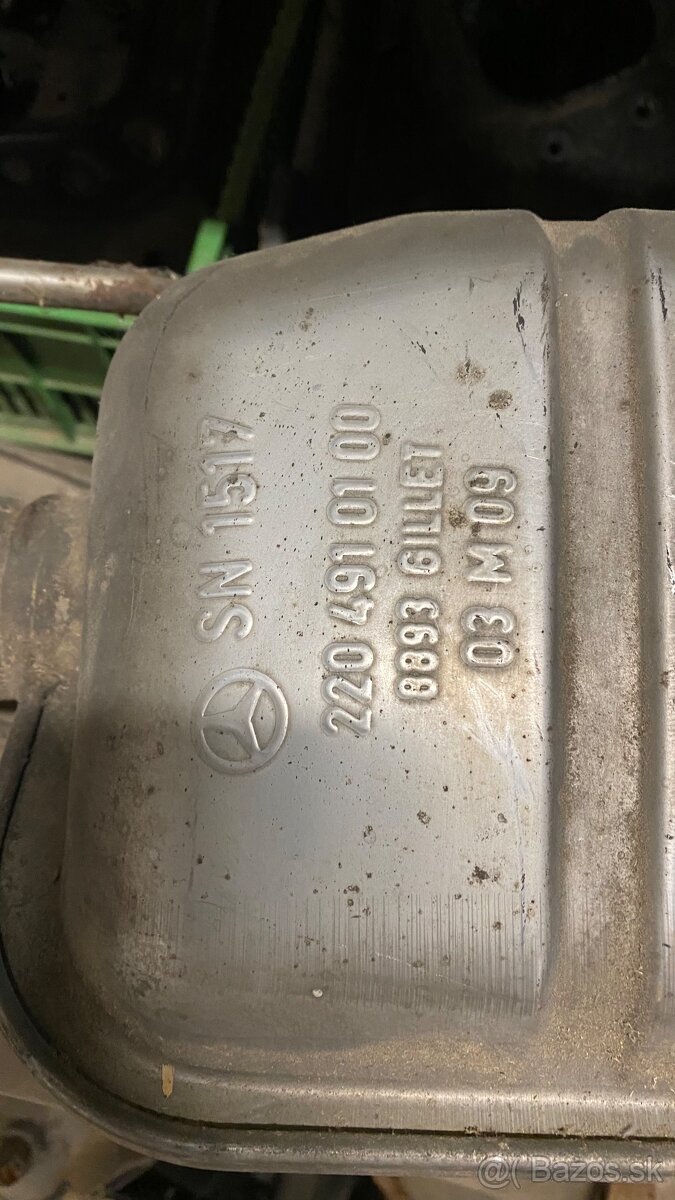 SN 1517
220 491 01 00
8893 GILLET
03 M 09
@( Bazos.sk